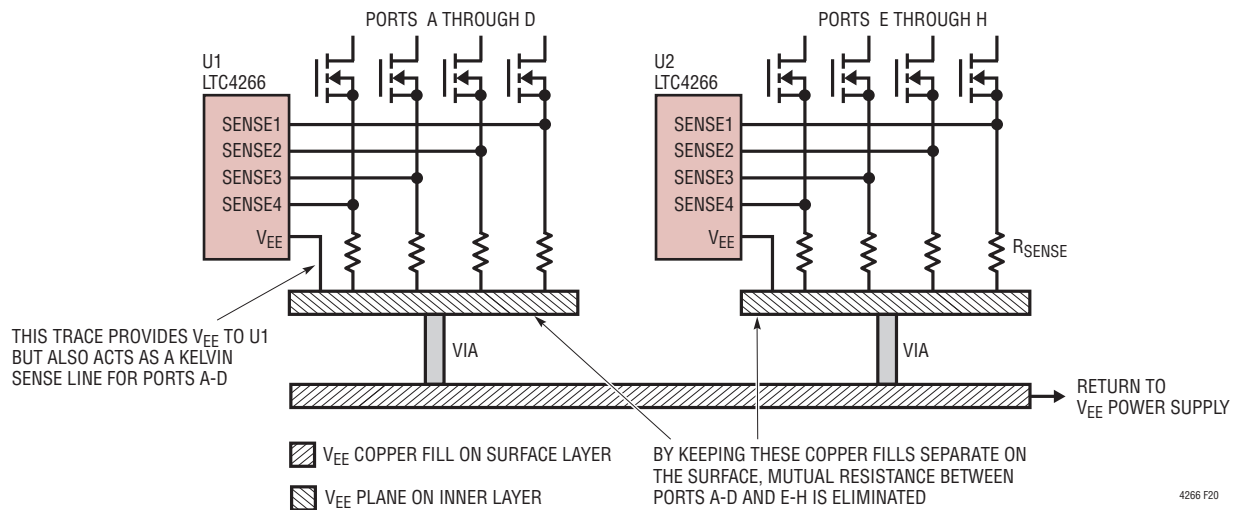 PORTS A THROUGH D
PORTS E THROUGH H
U1
LTC4266
SENSE1
SENSE2
SENSE3
SENSE4
VEE
U2
LTC4266
SENSE1
SENSE2
SENSE3
SENSE4
VEE
RSENSE
THIS TRACE PROVIDES VEE TO U1
BUT ALSO ACTS AS A KELVIN
SENSE LINE FOR PORTS A-D
VIA
VIA
RETURN TO
VEE POWER SUPPLY
VEE COPPER FILL ON SURFACE LAYER
VEE PLANE ON INNER LAYER
BY KEEPING THESE COPPER FILLS SEPARATE ON
THE SURFACE, MUTUAL RESISTANCE BETWEEN
PORTS A-D AND E-H IS ELIMINATED
4266 F20